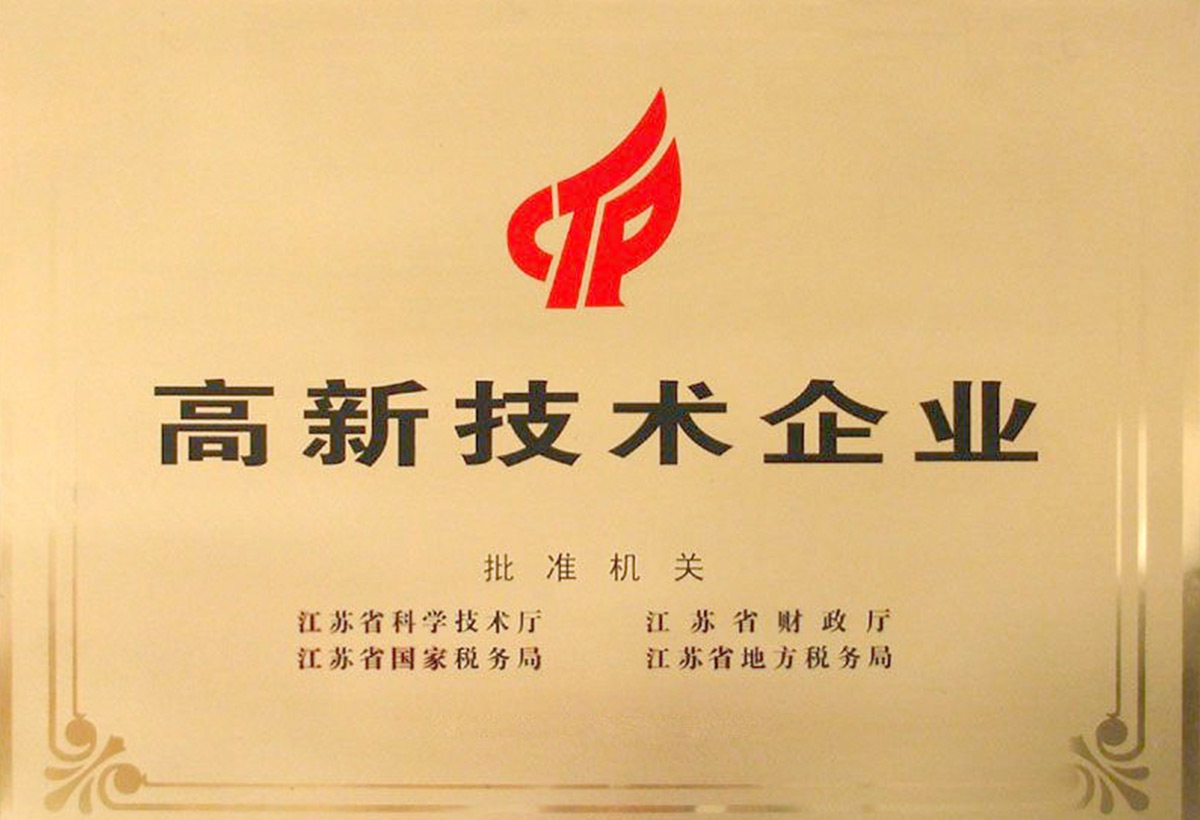 CTP
高新技术企业
批准机关
江苏省科学技术厅 江苏省财政厅
江苏省国家税务局 江苏省地方税务局